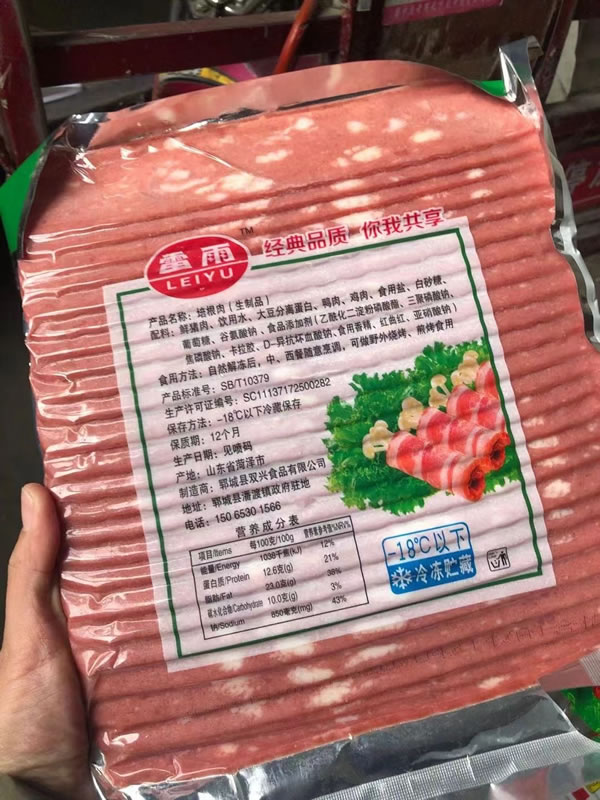 雷雨
TM
LEIYU
经典品质 你我共享
产品名称：培根肉（生制品）
配料：鲜猪肉、饮用水、大豆分离蛋白、鸭肉、鸡肉、食用盐、白砂糖、
葡萄糖、谷氨酸钠、食品添加剂（乙酰化二淀粉磷酸酯、三聚磷酸钠、
焦磷酸钠、卡拉胶、D-异抗坏血酸钠、食用香精、红曲红、亚硝酸钠）
食用方法：自然解冻后，中、西餐随意烹调，可做野外烧烤、煎烤食用
产品标准号：SB/T10379
生产许可证编号：SC11137172500282
保存方法：-18℃以下冷藏保存
保质期：12个月
生产日期：见喷码
产地：山东省菏泽市
制造商：郓城县双兴食品有限公司
地址：郓城县潘渡镇政府驻地
电话：150 6530 1566
营养成分表
项目/Items 每100克/100g 营养素参考值%/NRV%
能量/Energy 1038千焦(KJ) 12%
蛋白质/Protein 12.6克(g) 21%
脂肪/Fat 23.0克(g) 38%
碳水化合物/Carbohydrate 10.0克(g) 3%
钠/Sodium 850毫克(mg) 43%
-18℃以下
冷冻贮藏